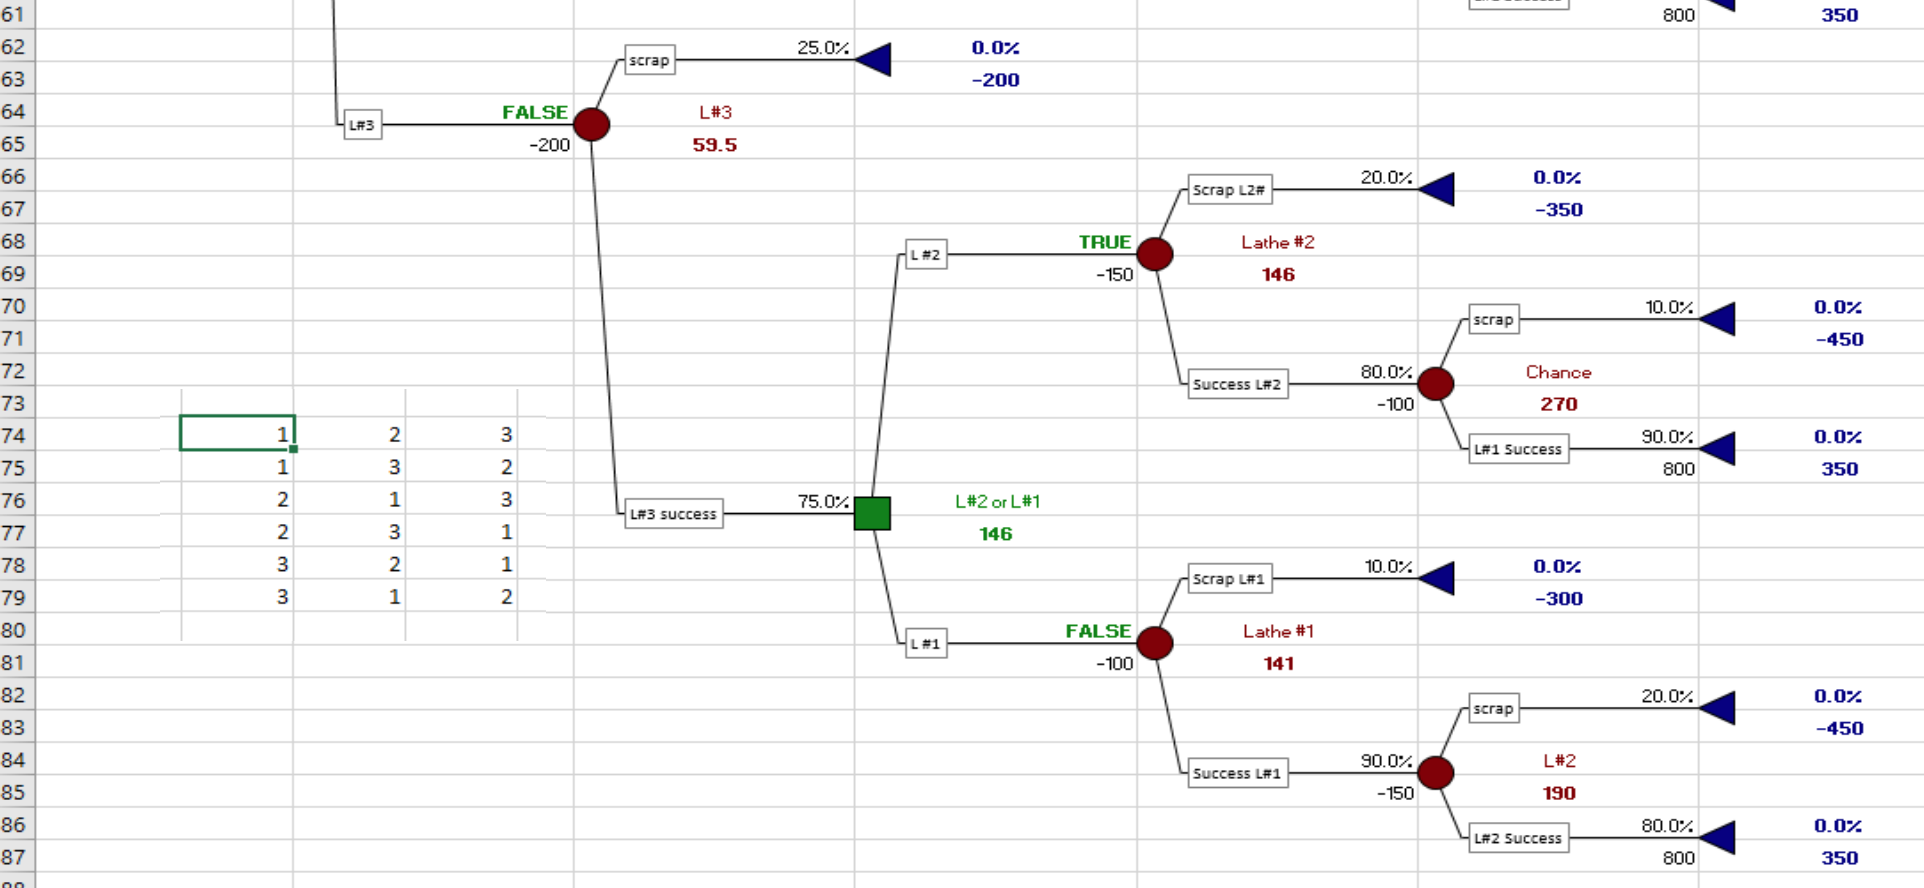 61 800 350
62 scrap 25.0% 0.0%
63 -200
64 L#3 FALSE L#3
65 -200 59.5
66 Scrap L2# 20.0% 0.0%
67 -350
68 L #2 TRUE Lathe #2
69 -150 146
70 scrap 10.0% 0.0%
71 -450
72 Success L#2 80.0% Chance
73 -100 270
74 1 2 3 L#1 Success 90.0% 0.0%
75 1 3 2 800 350
76 2 1 3 L#3 success 75.0% L#2 or L#1
77 2 3 1 146
78 3 2 1 Scrap L#1 10.0% 0.0%
79 3 1 2 -300
80 L #1 FALSE Lathe #1
81 -100 141
82 scrap 20.0% 0.0%
83 -450
84 Success L#1 90.0% L#2
85 -150 190
86 L#2 Success 80.0% 0.0%
87 800 350